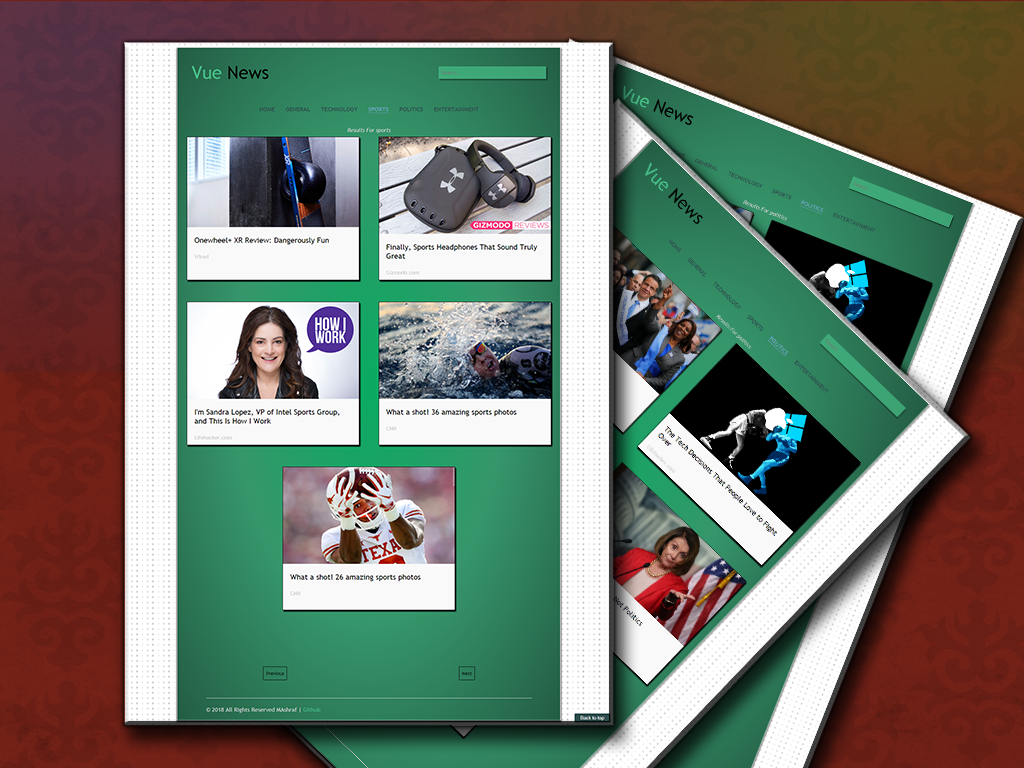 Vue News
HOME GENERAL TECHNOLOGY SPORTS POLITICS ENTERTAINMENT
Results For sports
Onewheel+ XR Review: Dangerously Fun
Wired
GIZMODO REVIEWS
Finally, Sports Headphones That Sound Truly
Great
Gizmodo.com
HOW I
WORK
I'm Sandra Lopez, VP of Intel Sports Group,
and This Is How I Work
Lifehacker.com
What a shot! 36 amazing sports photos
CNN
TEXA
What a shot! 26 amazing sports photos
CNN
Previous
Next
© 2018 All Rights Reserved MAshraf | Github
Back to top
Vue News
GENERAL TECHNOLOGY SPORTS POLITICS ENTERTAINMENT
Results For politics
Vue News
HOME GENERAL TECHNOLOGY SPORTS POLITICS ENTERTAINMENT
Results For politics
The Tech Decisions That People Love to Fight
Over
Not Politics